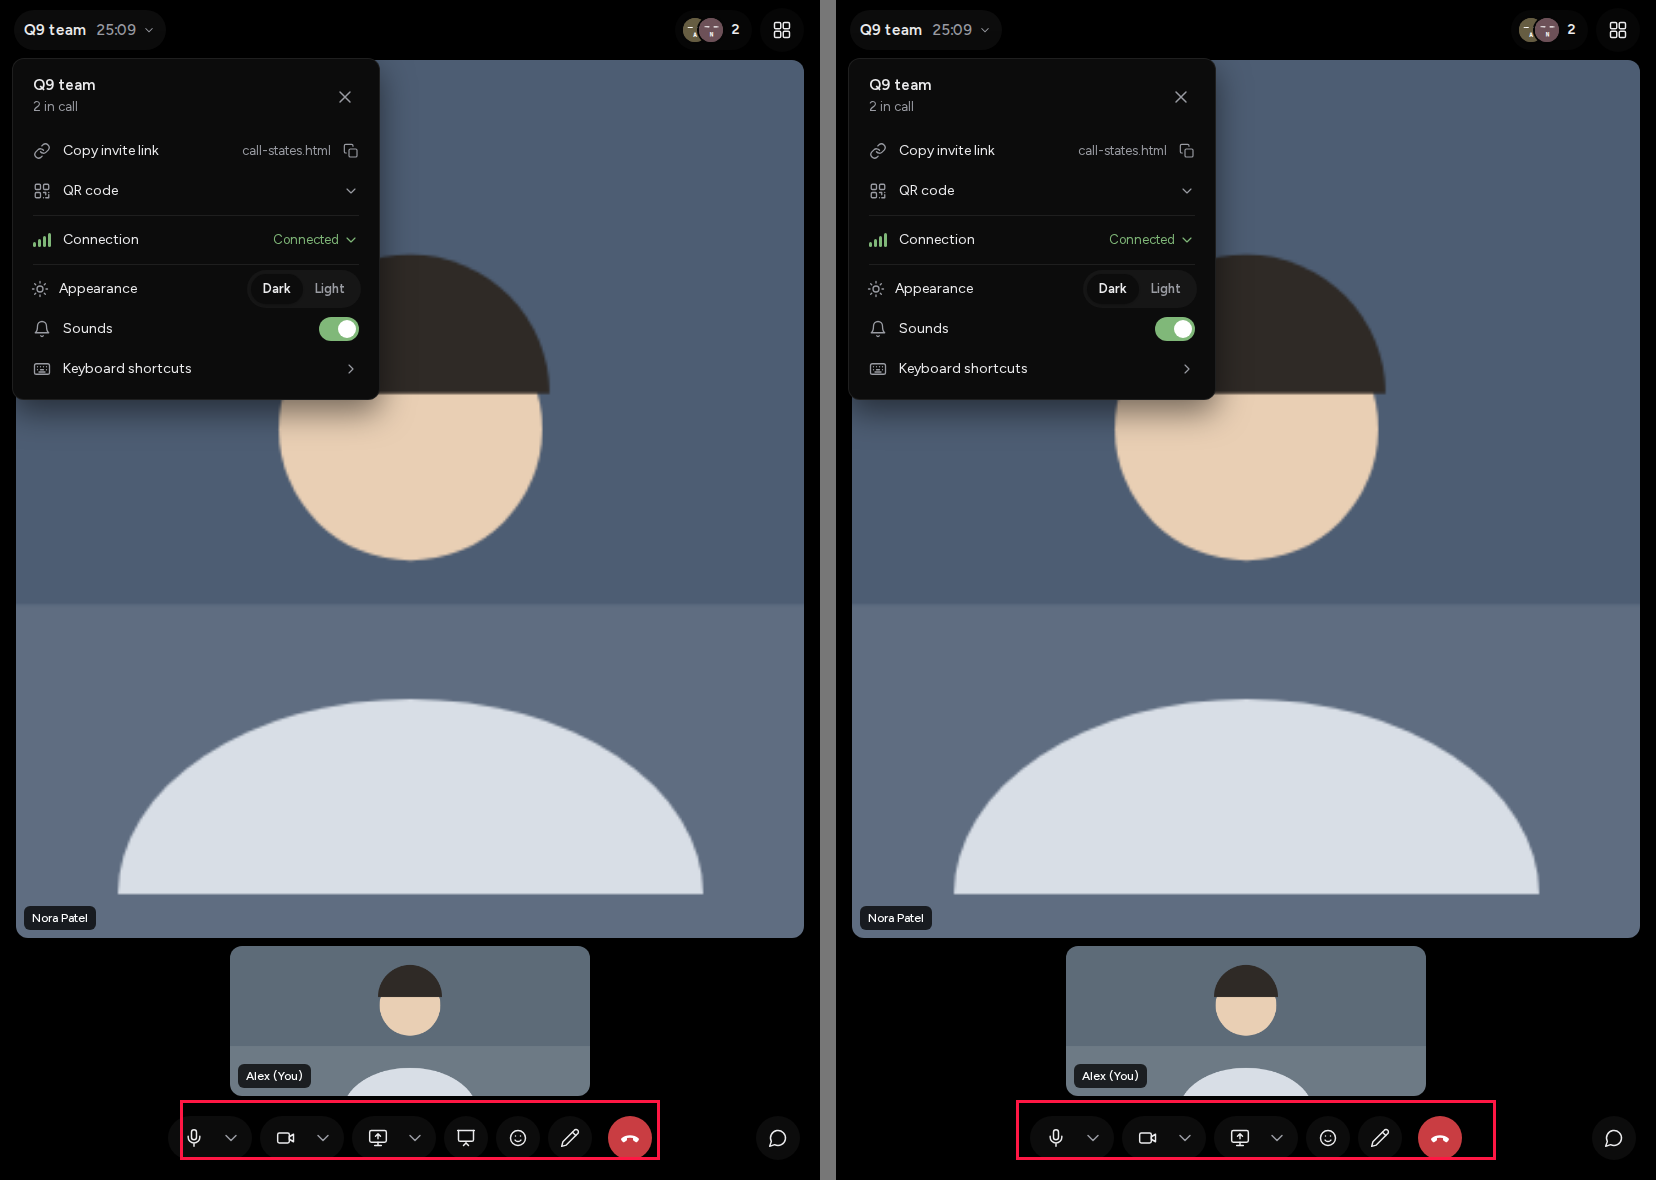 Q9 team 25:09
2
Q9 team
2 in call
Copy invite link call-states.html
QR code
Connection Connected
Appearance Dark Light
Sounds
Keyboard shortcuts
Nora Patel
Alex (You)
Q9 team 25:09
2
Q9 team
2 in call
Copy invite link call-states.html
QR code
Connection Connected
Appearance Dark Light
Sounds
Keyboard shortcuts
Nora Patel
Alex (You)